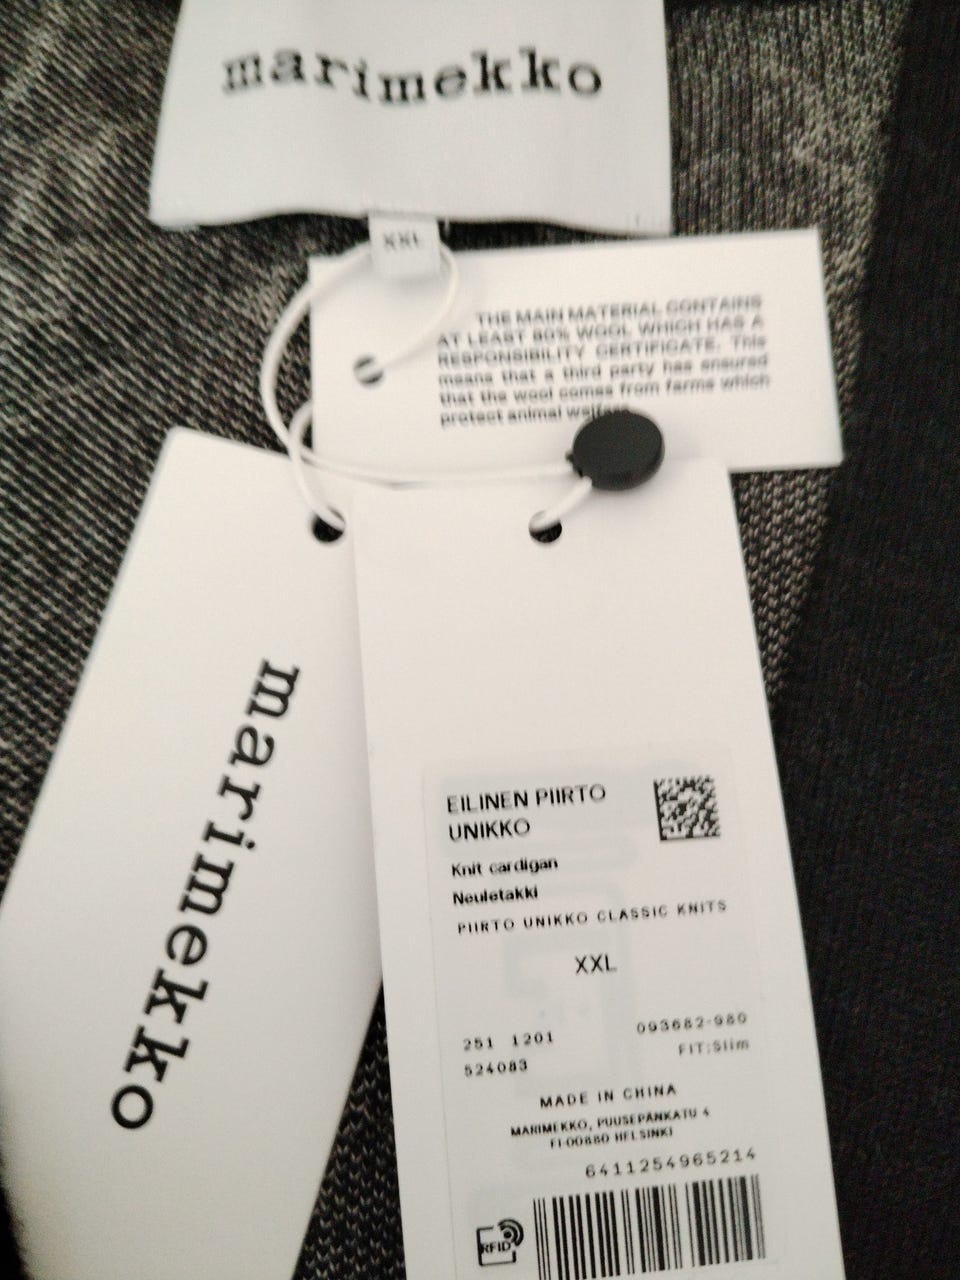 marimekko
XXL
THE MAIN MATERIAL CONTAINS
AT LEAST 80% WOOL WHICH HAS A
RESPONSIBILITY CERTIFICATE. This
means that a third party has ensured
that the wool comes from farms which
protect animal welfare
marimekko
EILINEN PIIRTO
UNIKKO
Knit cardigan
Neuletakki
PIIRTO UNIKKO CLASSIC KNITS
XXL
251 1201
093682-980
524083
FIT:Slim
MADE IN CHINA
MARIMEKKO, PUUSEPÄNKATU 4
FI-00880 HELSINKI
6411254965214
RFID